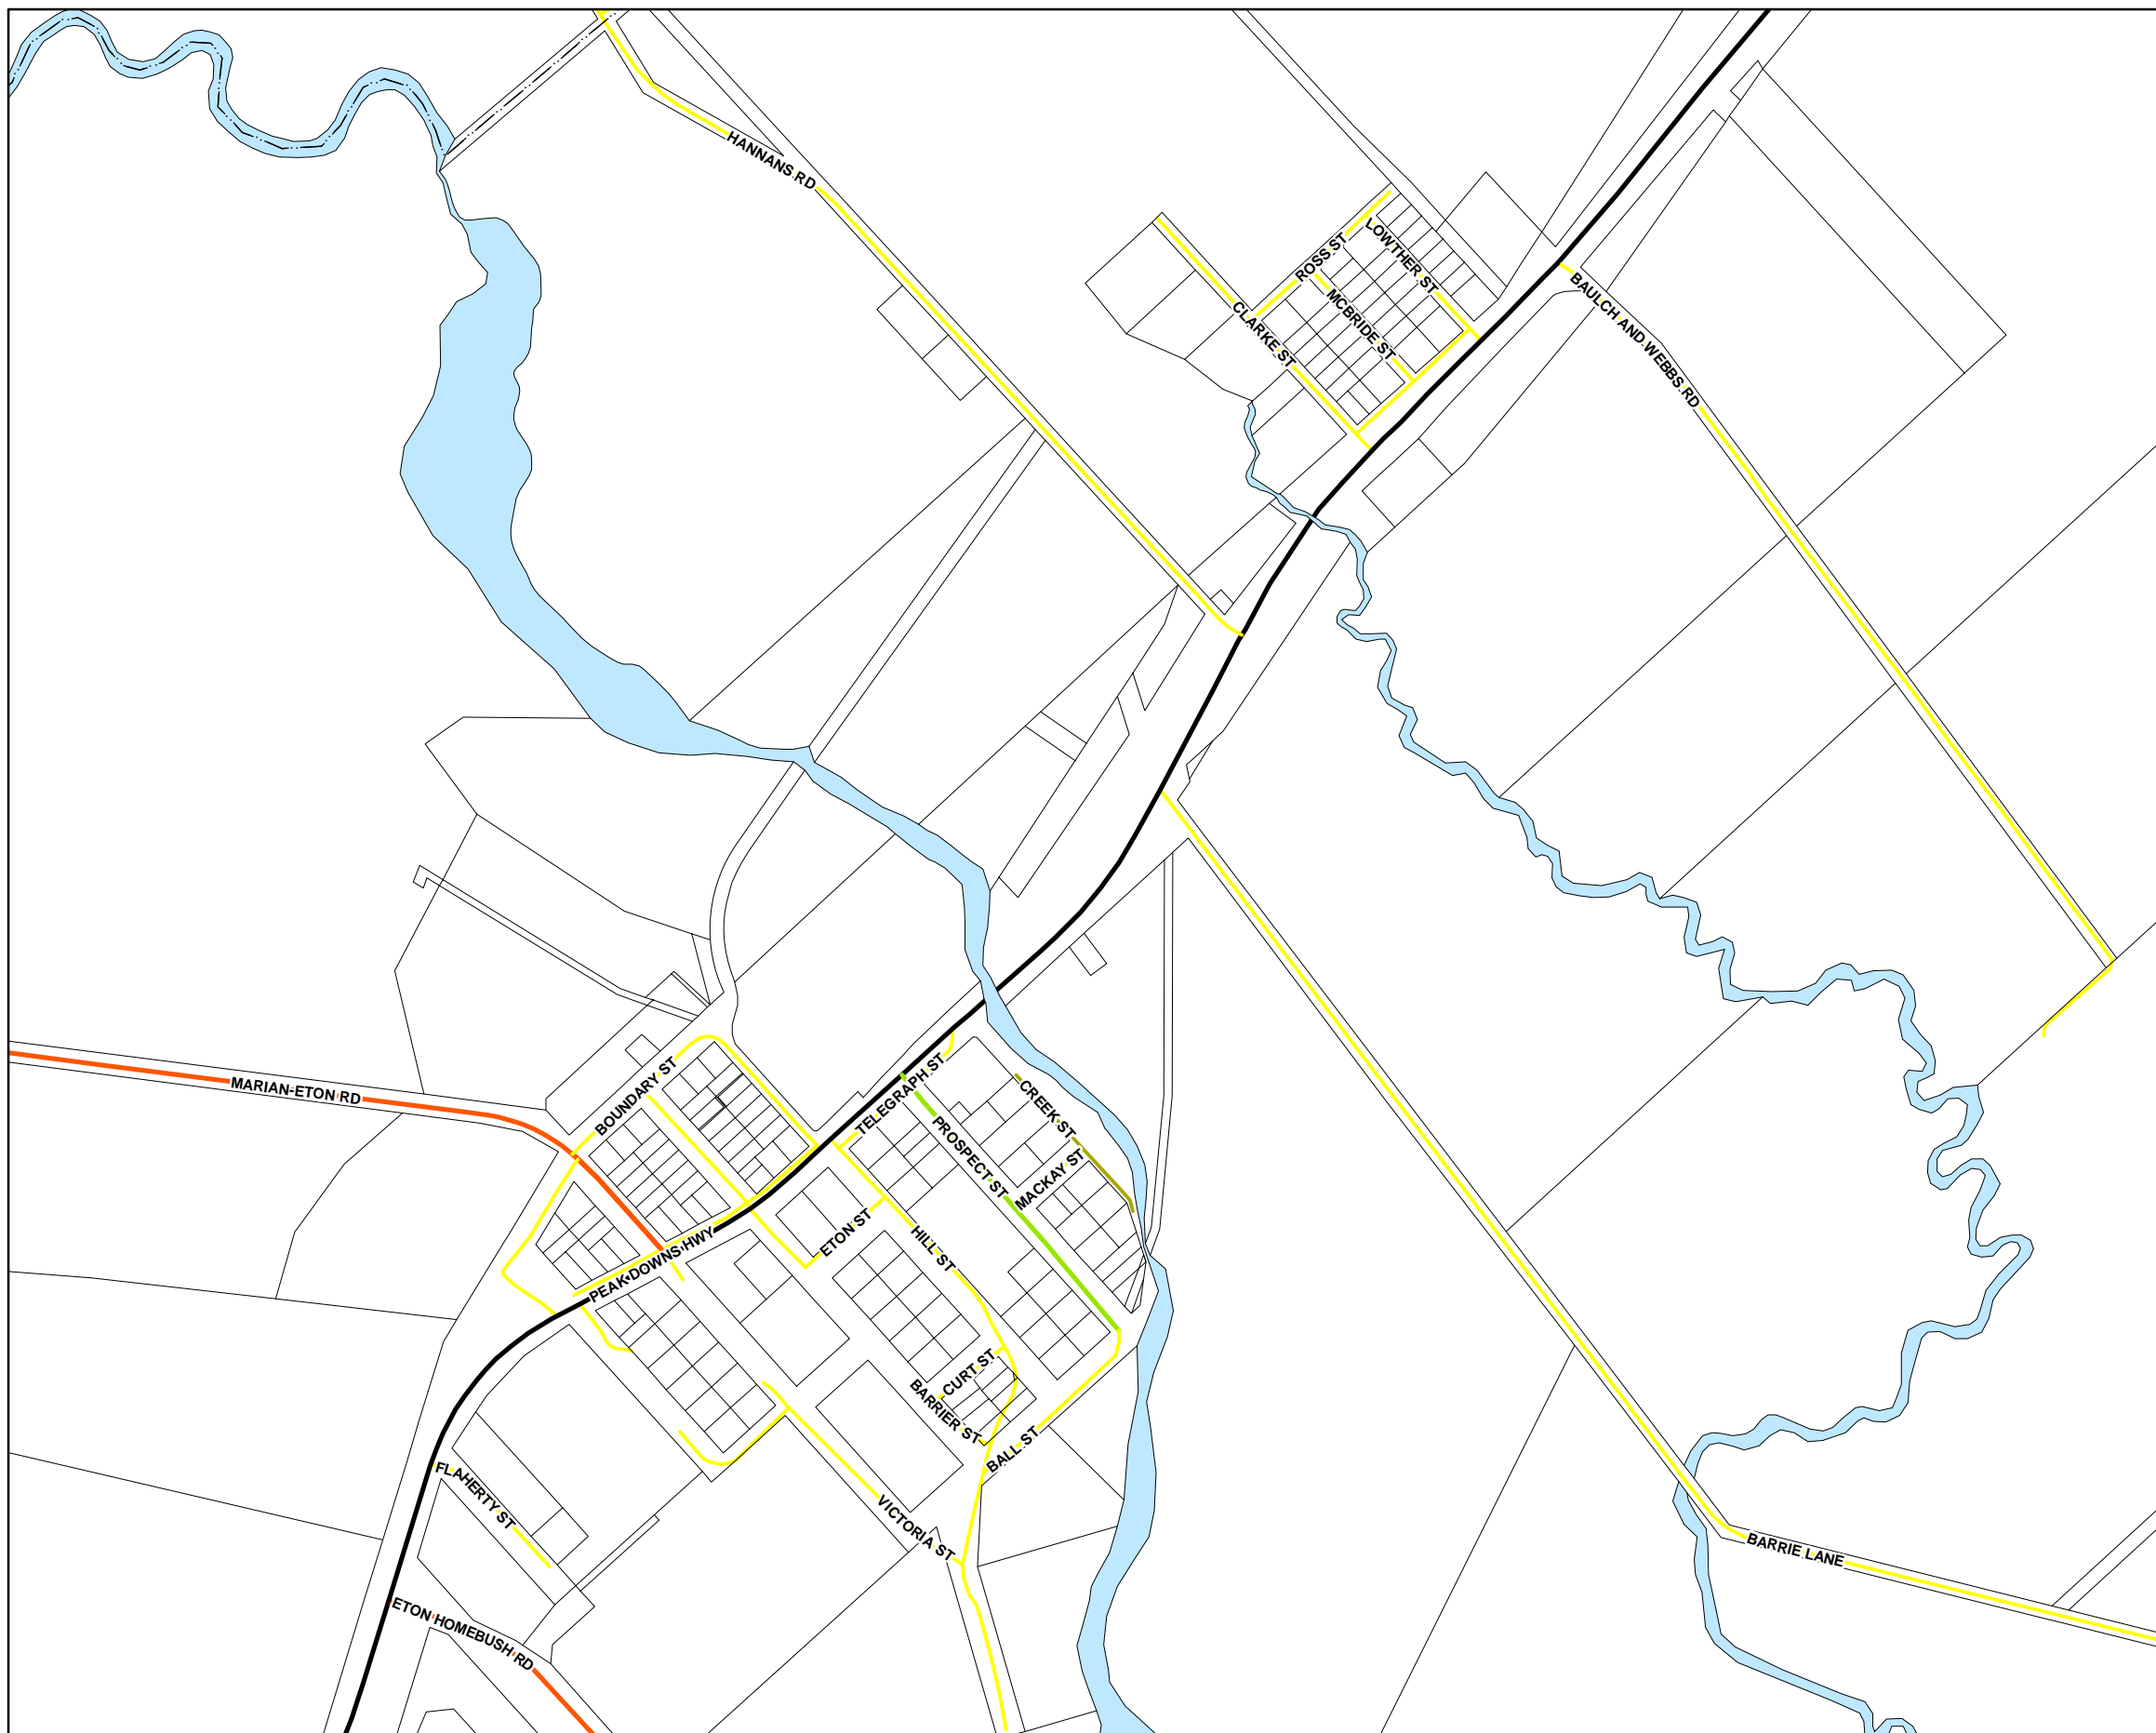 HANNANS RD
LOWTHER ST
ROSS ST
MCBRIDE ST
CLARKE ST
BAULCH AND WEBBS RD
MARIAN-ETON RD
BOUNDARY ST
TELEGRAPH ST
CREEK ST
PROSPECT ST
MACKAY ST
ETON ST
HILL ST
PEAK DOWNS HWY
CURT ST
BARRIER ST
BALL ST
FLAHERTY ST
VICTORIA ST
BARRIE LANE
ETON HOMEBUSH RD